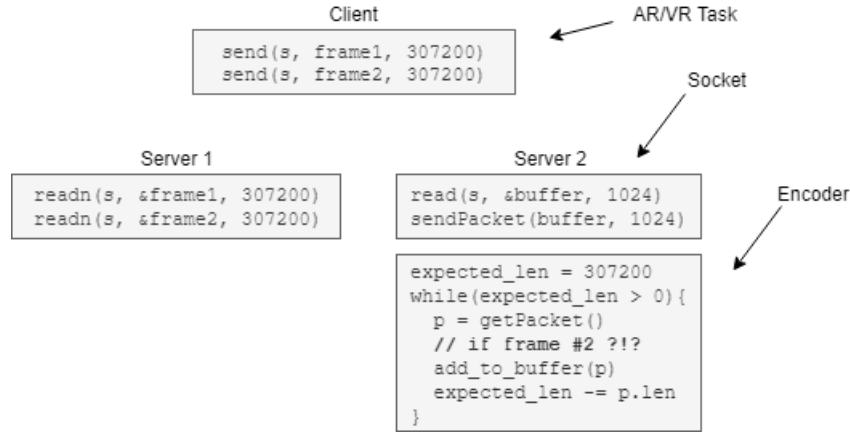 Client
AR/VR Task
send(s, frame1, 307200)
send(s, frame2, 307200)
Socket
Server 1
Server 2
readn(s, &frame1, 307200)
readn(s, &frame2, 307200)
read(s, &buffer, 1024)
sendPacket(buffer, 1024)
Encoder
expected_len = 307200
while(expected_len > 0){
p = getPacket()
// if frame #2 ?!?
add_to_buffer(p)
expected_len -= p.len
}